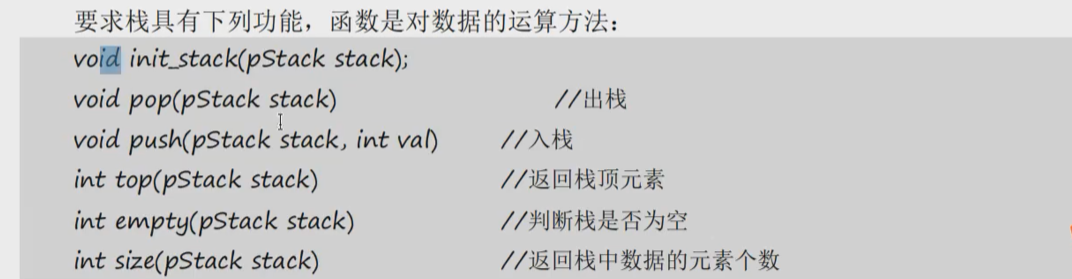 要求栈具有下列功能，函数是对数据的运算方法：
void init_stack(pStack stack);
void pop(pStack stack) //出栈
void push(pStack stack, int val) //入栈
int top(pStack stack) //返回栈顶元素
int empty(pStack stack) //判断栈是否为空
int size(pStack stack) //返回栈中数据的元素个数